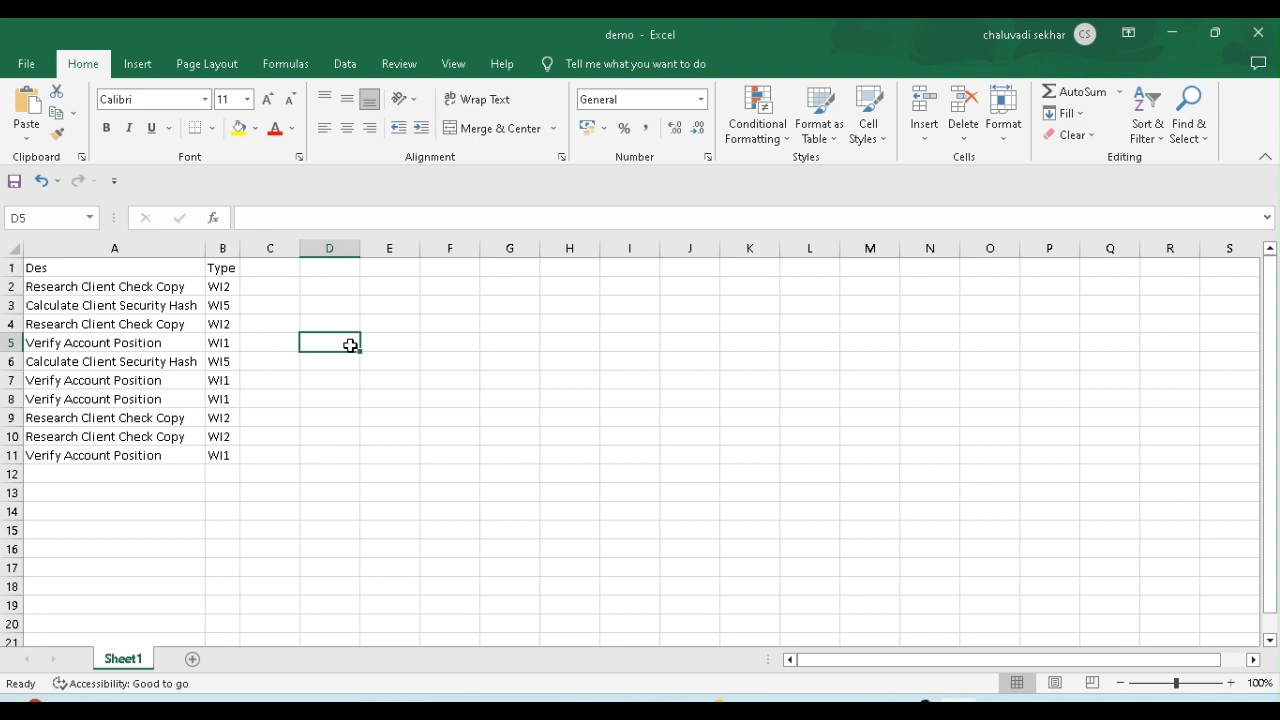 demo - Excel
chaluvadi sekhar CS
File Home Insert Page Layout Formulas Data Review View Help Tell me what you want to do
Paste
Calibri 11
B I U
Wrap Text
Merge & Center
General
Conditional Formatting
Format as Table
Cell Styles
Insert Delete Format
AutoSum
Fill
Clear
Sort & Filter
Find & Select
Clipboard Font Alignment Number Styles Cells Editing
D5 fx
A B C D E F G H I J K L M N O P Q R S
1 Des Type
2 Research Client Check Copy WI2
3 Calculate Client Security Hash WI5
4 Research Client Check Copy WI2
5 Verify Account Position WI1
6 Calculate Client Security Hash WI5
7 Verify Account Position WI1
8 Verify Account Position WI1
9 Research Client Check Copy WI2
10 Research Client Check Copy WI2
11 Verify Account Position WI1
12
13
14
15
16
17
18
19
20
21
Sheet1
Ready Accessibility: Good to go 100%